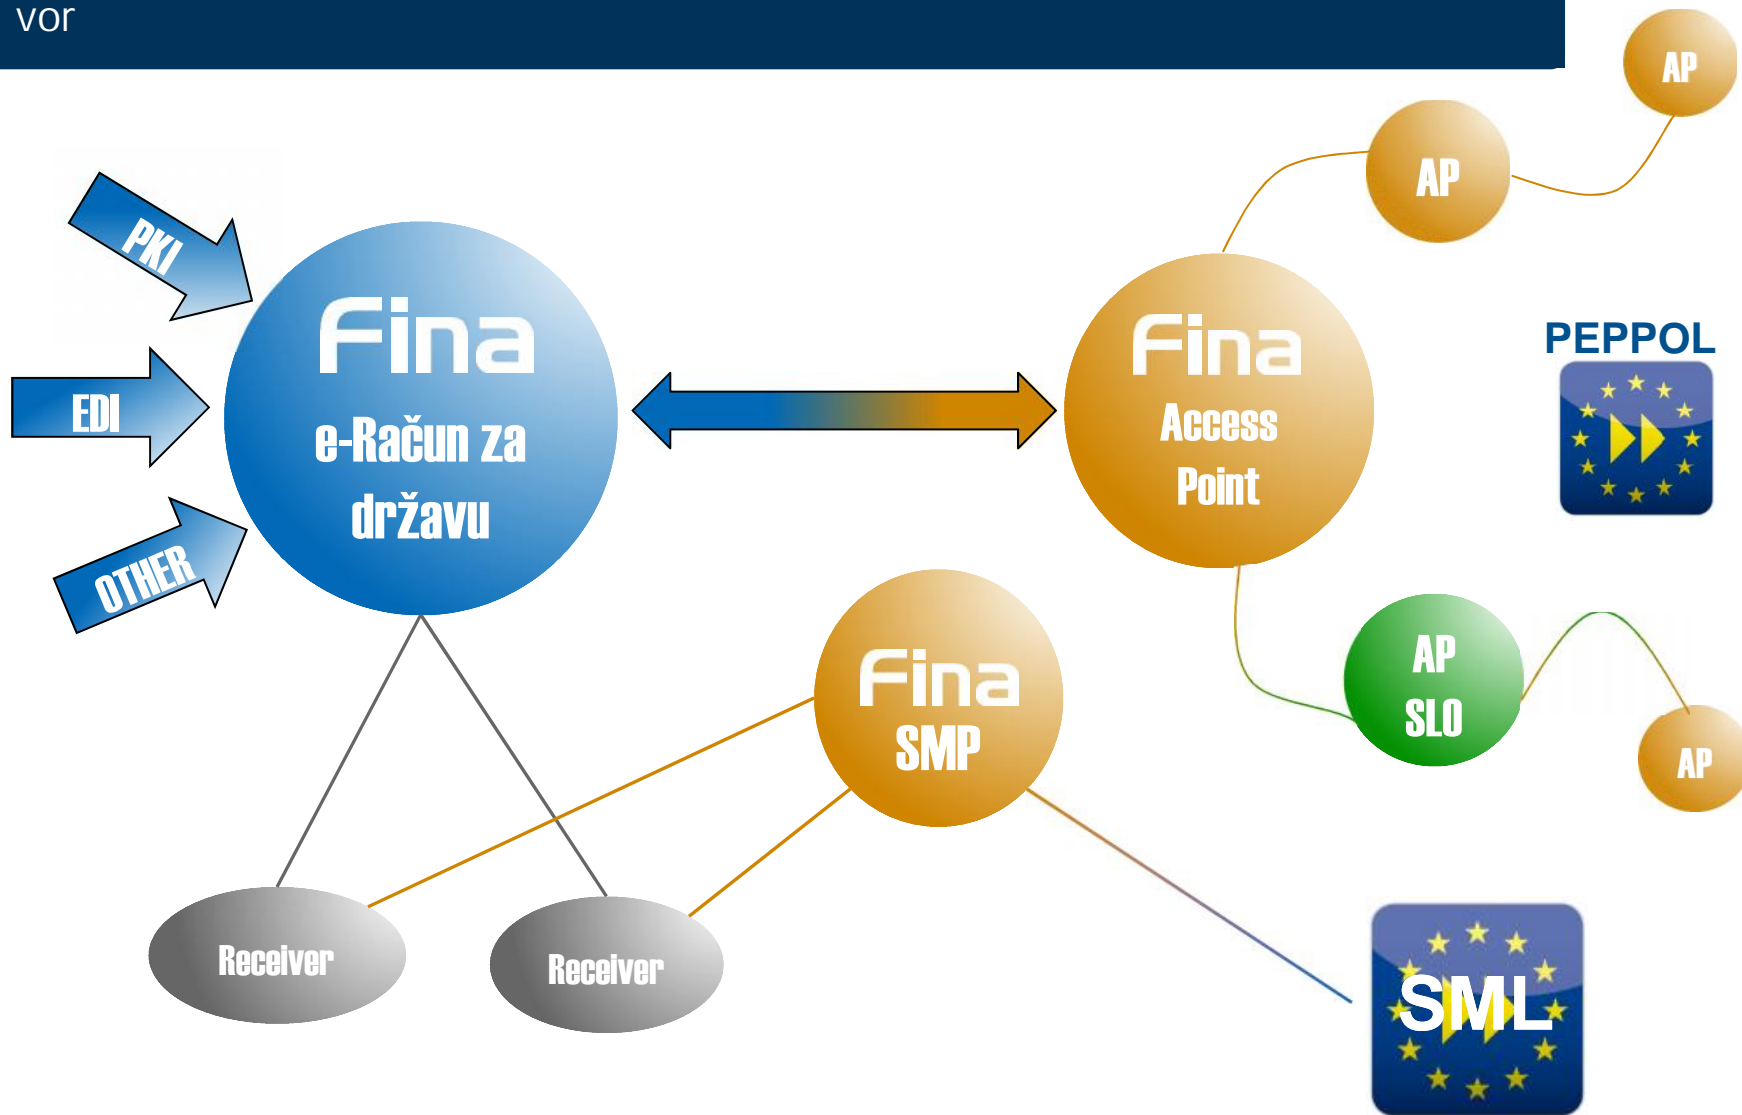 vor
AP
AP
PKI
EDI
OTHER
Fina
e-Račun za
državu
Fina
Access
Point
PEPPOL
AP
SLO
AP
Fina
SMP
Receiver
Receiver
SML